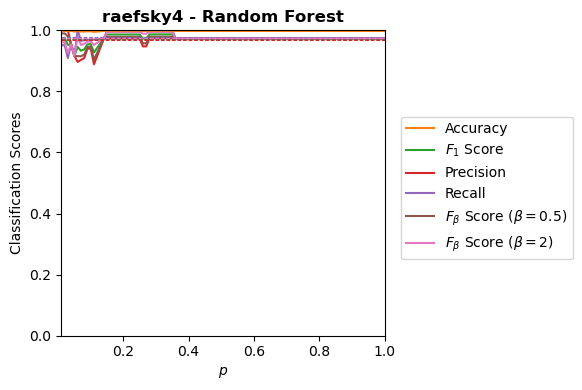 raefsky4 - Random Forest
Classification Scores
1.0
0.8
0.6
0.4
0.2
0.0
0.2 0.4 0.6 0.8 1.0
p
Accuracy
F₁ Score
Precision
Recall
Fβ Score (β = 0.5)
Fβ Score (β = 2)